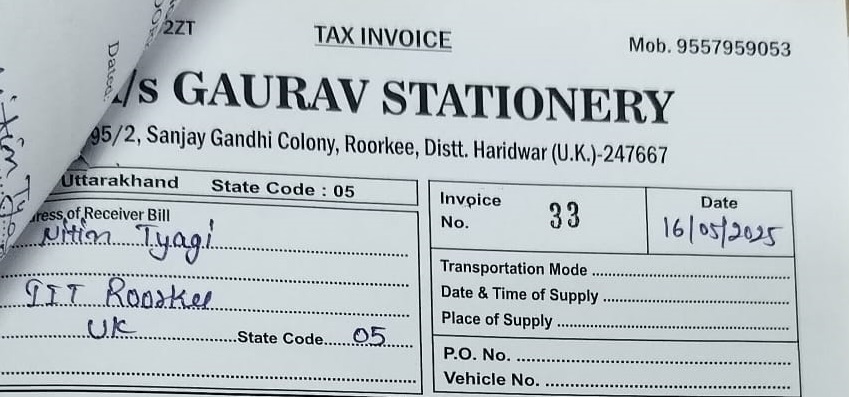 2ZT TAX INVOICE Mob. 9557959053
/s GAURAV STATIONERY
95/2, Sanjay Gandhi Colony, Roorkee, Distt. Haridwar (U.K.)-247667
Uttarakhand State Code : 05
ress of Receiver Bill
Nitin Tyagi
IIT Roorkee
UK State Code 05
Invoice No. 33
Date
16/05/2025
Transportation Mode
Date & Time of Supply
Place of Supply
P.O. No.
Vehicle No.
Dated: